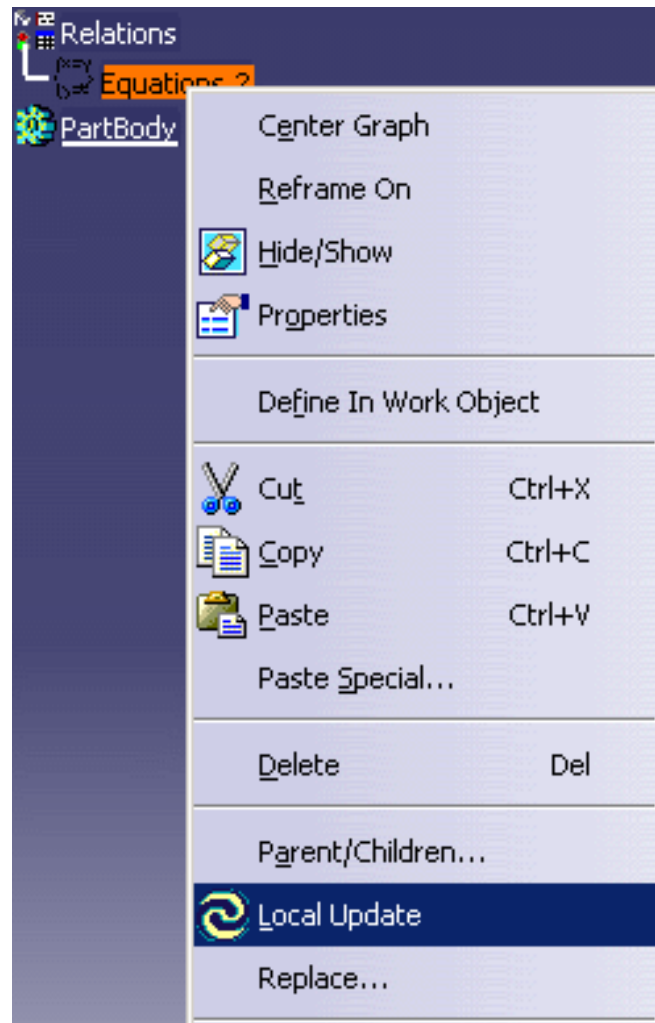 Relations
Equations.2
PartBody
Center Graph
Reframe On
Hide/Show
Properties
Define In Work Object
Cut Ctrl+X
Copy Ctrl+C
Paste Ctrl+V
Paste Special...
Delete Del
Parent/Children...
Local Update
Replace...